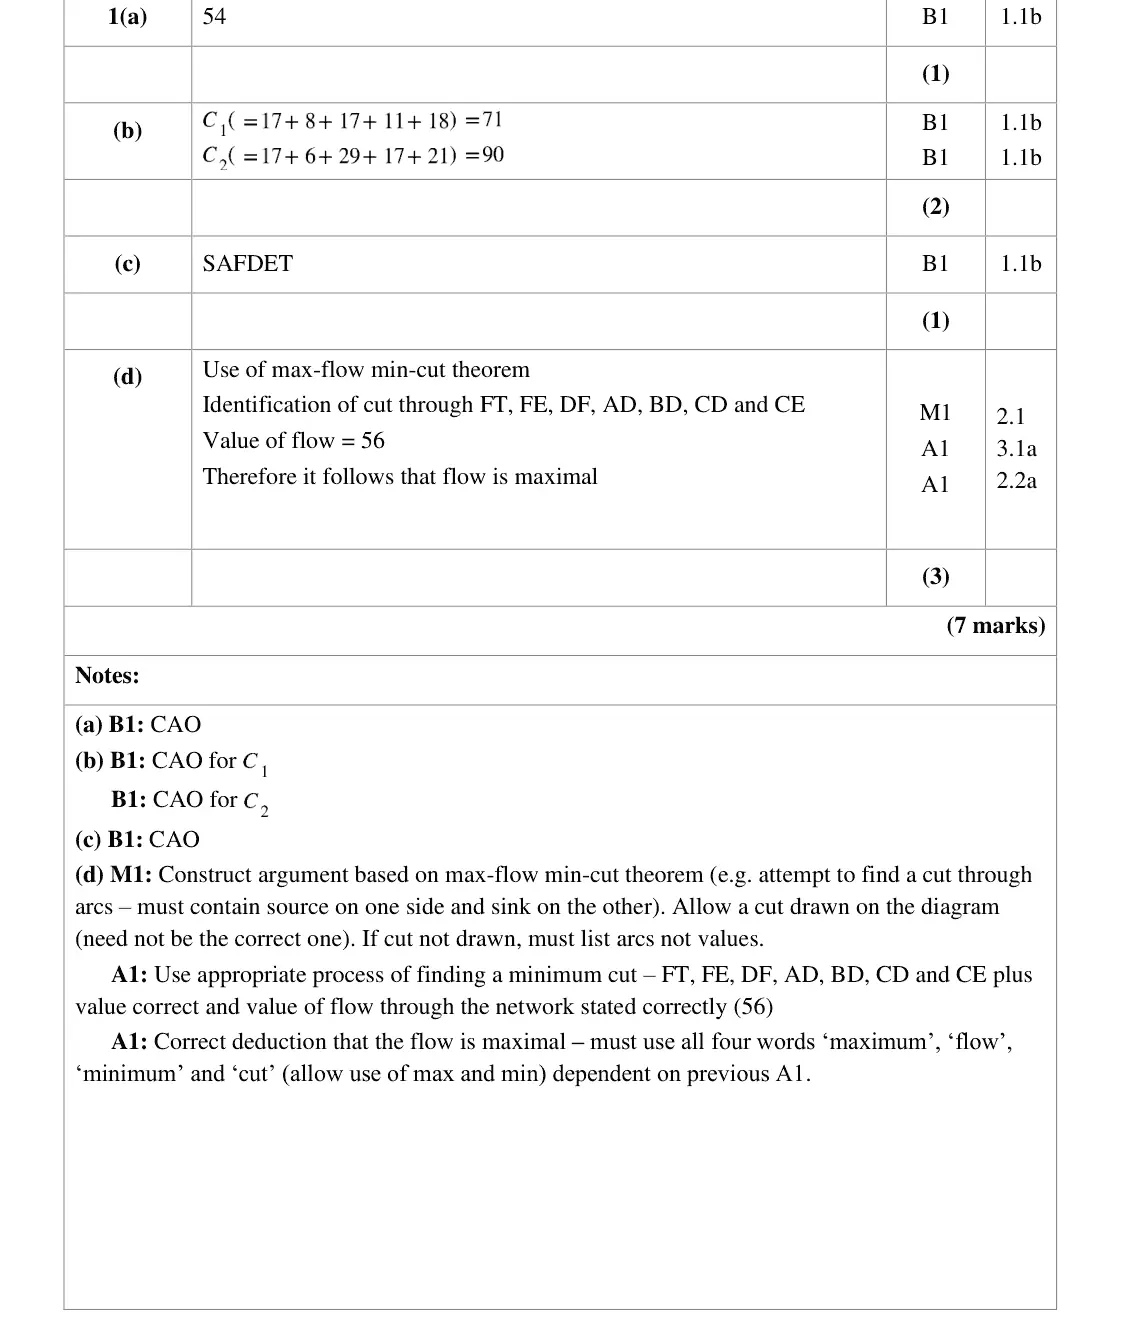 1(a) 54 B1 1.1b
(1)
(b) C1( =17+ 8+ 17+ 11+ 18) =71 B1 1.1b
C2( =17+ 6+ 29+ 17+ 21) =90 B1 1.1b
(2)
(c) SAFDET B1 1.1b
(1)
(d) Use of max-flow min-cut theorem
Identification of cut through FT, FE, DF, AD, BD, CD and CE M1 2.1
Value of flow = 56 A1 3.1a
Therefore it follows that flow is maximal A1 2.2a
(3)
(7 marks)
Notes:
(a) B1: CAO
(b) B1: CAO for C1
B1: CAO for C2
(c) B1: CAO
(d) M1: Construct argument based on max-flow min-cut theorem (e.g. attempt to find a cut through
arcs – must contain source on one side and sink on the other). Allow a cut drawn on the diagram
(need not be the correct one). If cut not drawn, must list arcs not values.
A1: Use appropriate process of finding a minimum cut – FT, FE, DF, AD, BD, CD and CE plus
value correct and value of flow through the network stated correctly (56)
A1: Correct deduction that the flow is maximal – must use all four words ‘maximum’, ‘flow’,
‘minimum’ and ‘cut’ (allow use of max and min) dependent on previous A1.